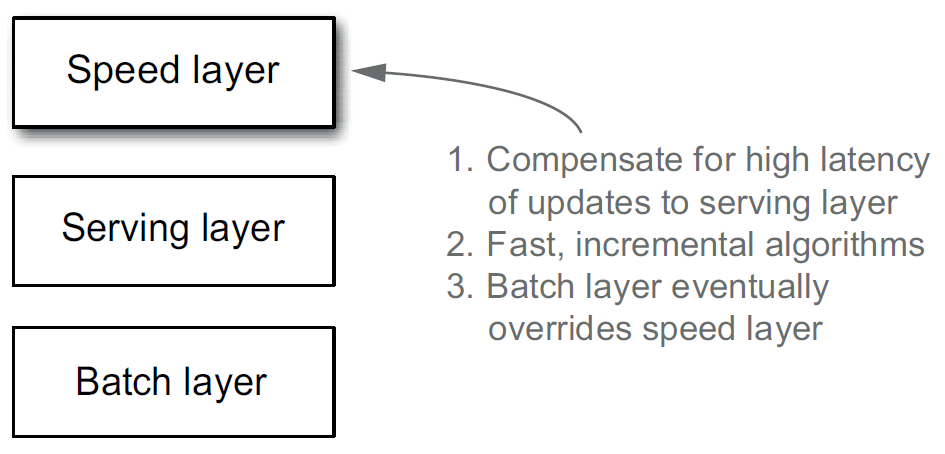 Speed layer
1. Compensate for high latency
of updates to serving layer
2. Fast, incremental algorithms
3. Batch layer eventually
overrides speed layer
Serving layer
Batch layer